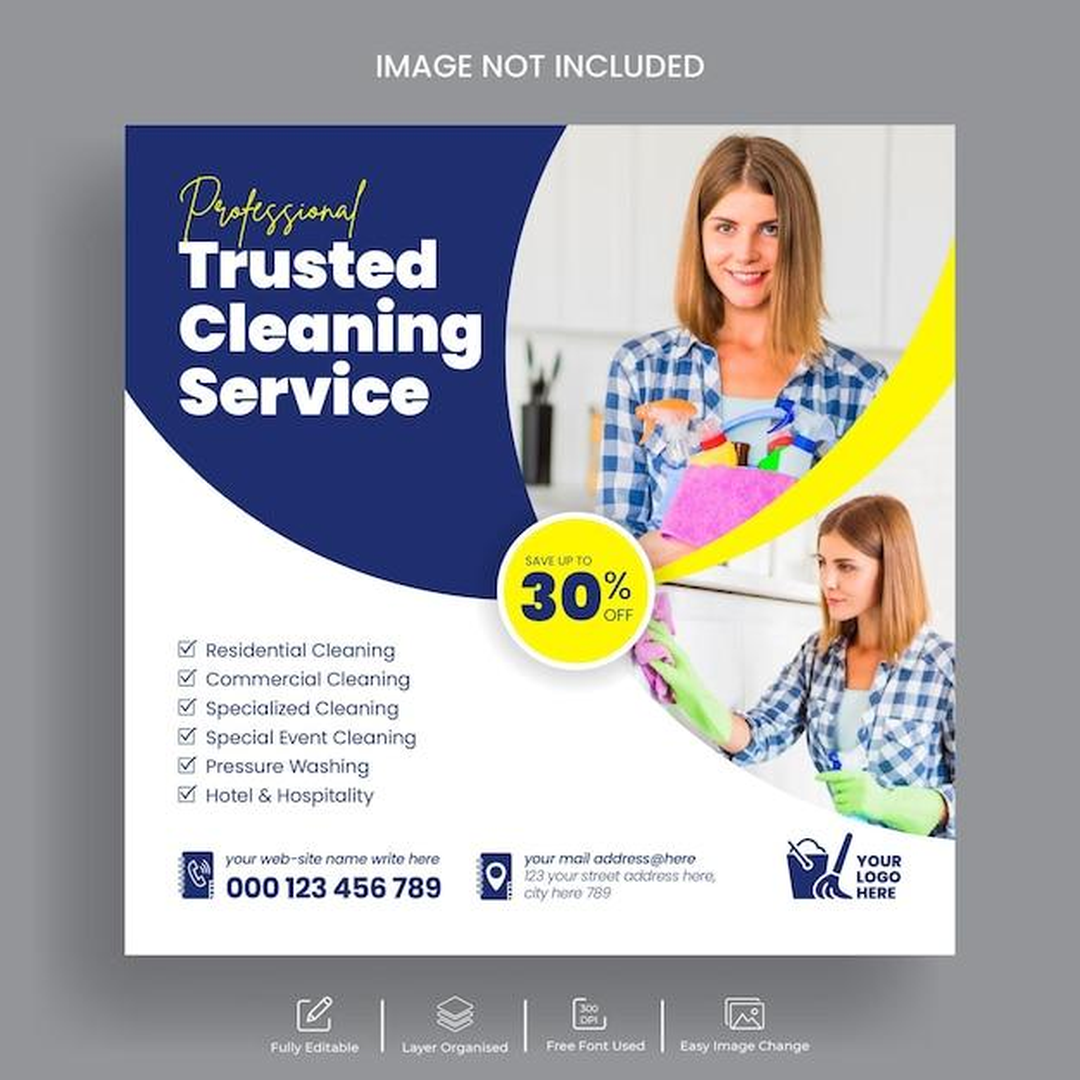 IMAGE NOT INCLUDED
Professional
Trusted
Cleaning
Service
SAVE UP TO
30%
OFF
Residential Cleaning
Commercial Cleaning
Specialized Cleaning
Special Event Cleaning
Pressure Washing
Hotel & Hospitality
your web-site name write here
000 123 456 789
your mail address@here
123 your street address here,
city here 789
YOUR
LOGO
HERE
Fully Editable
Layer Organised
300
DPI
Free Font Used
Easy Image Change